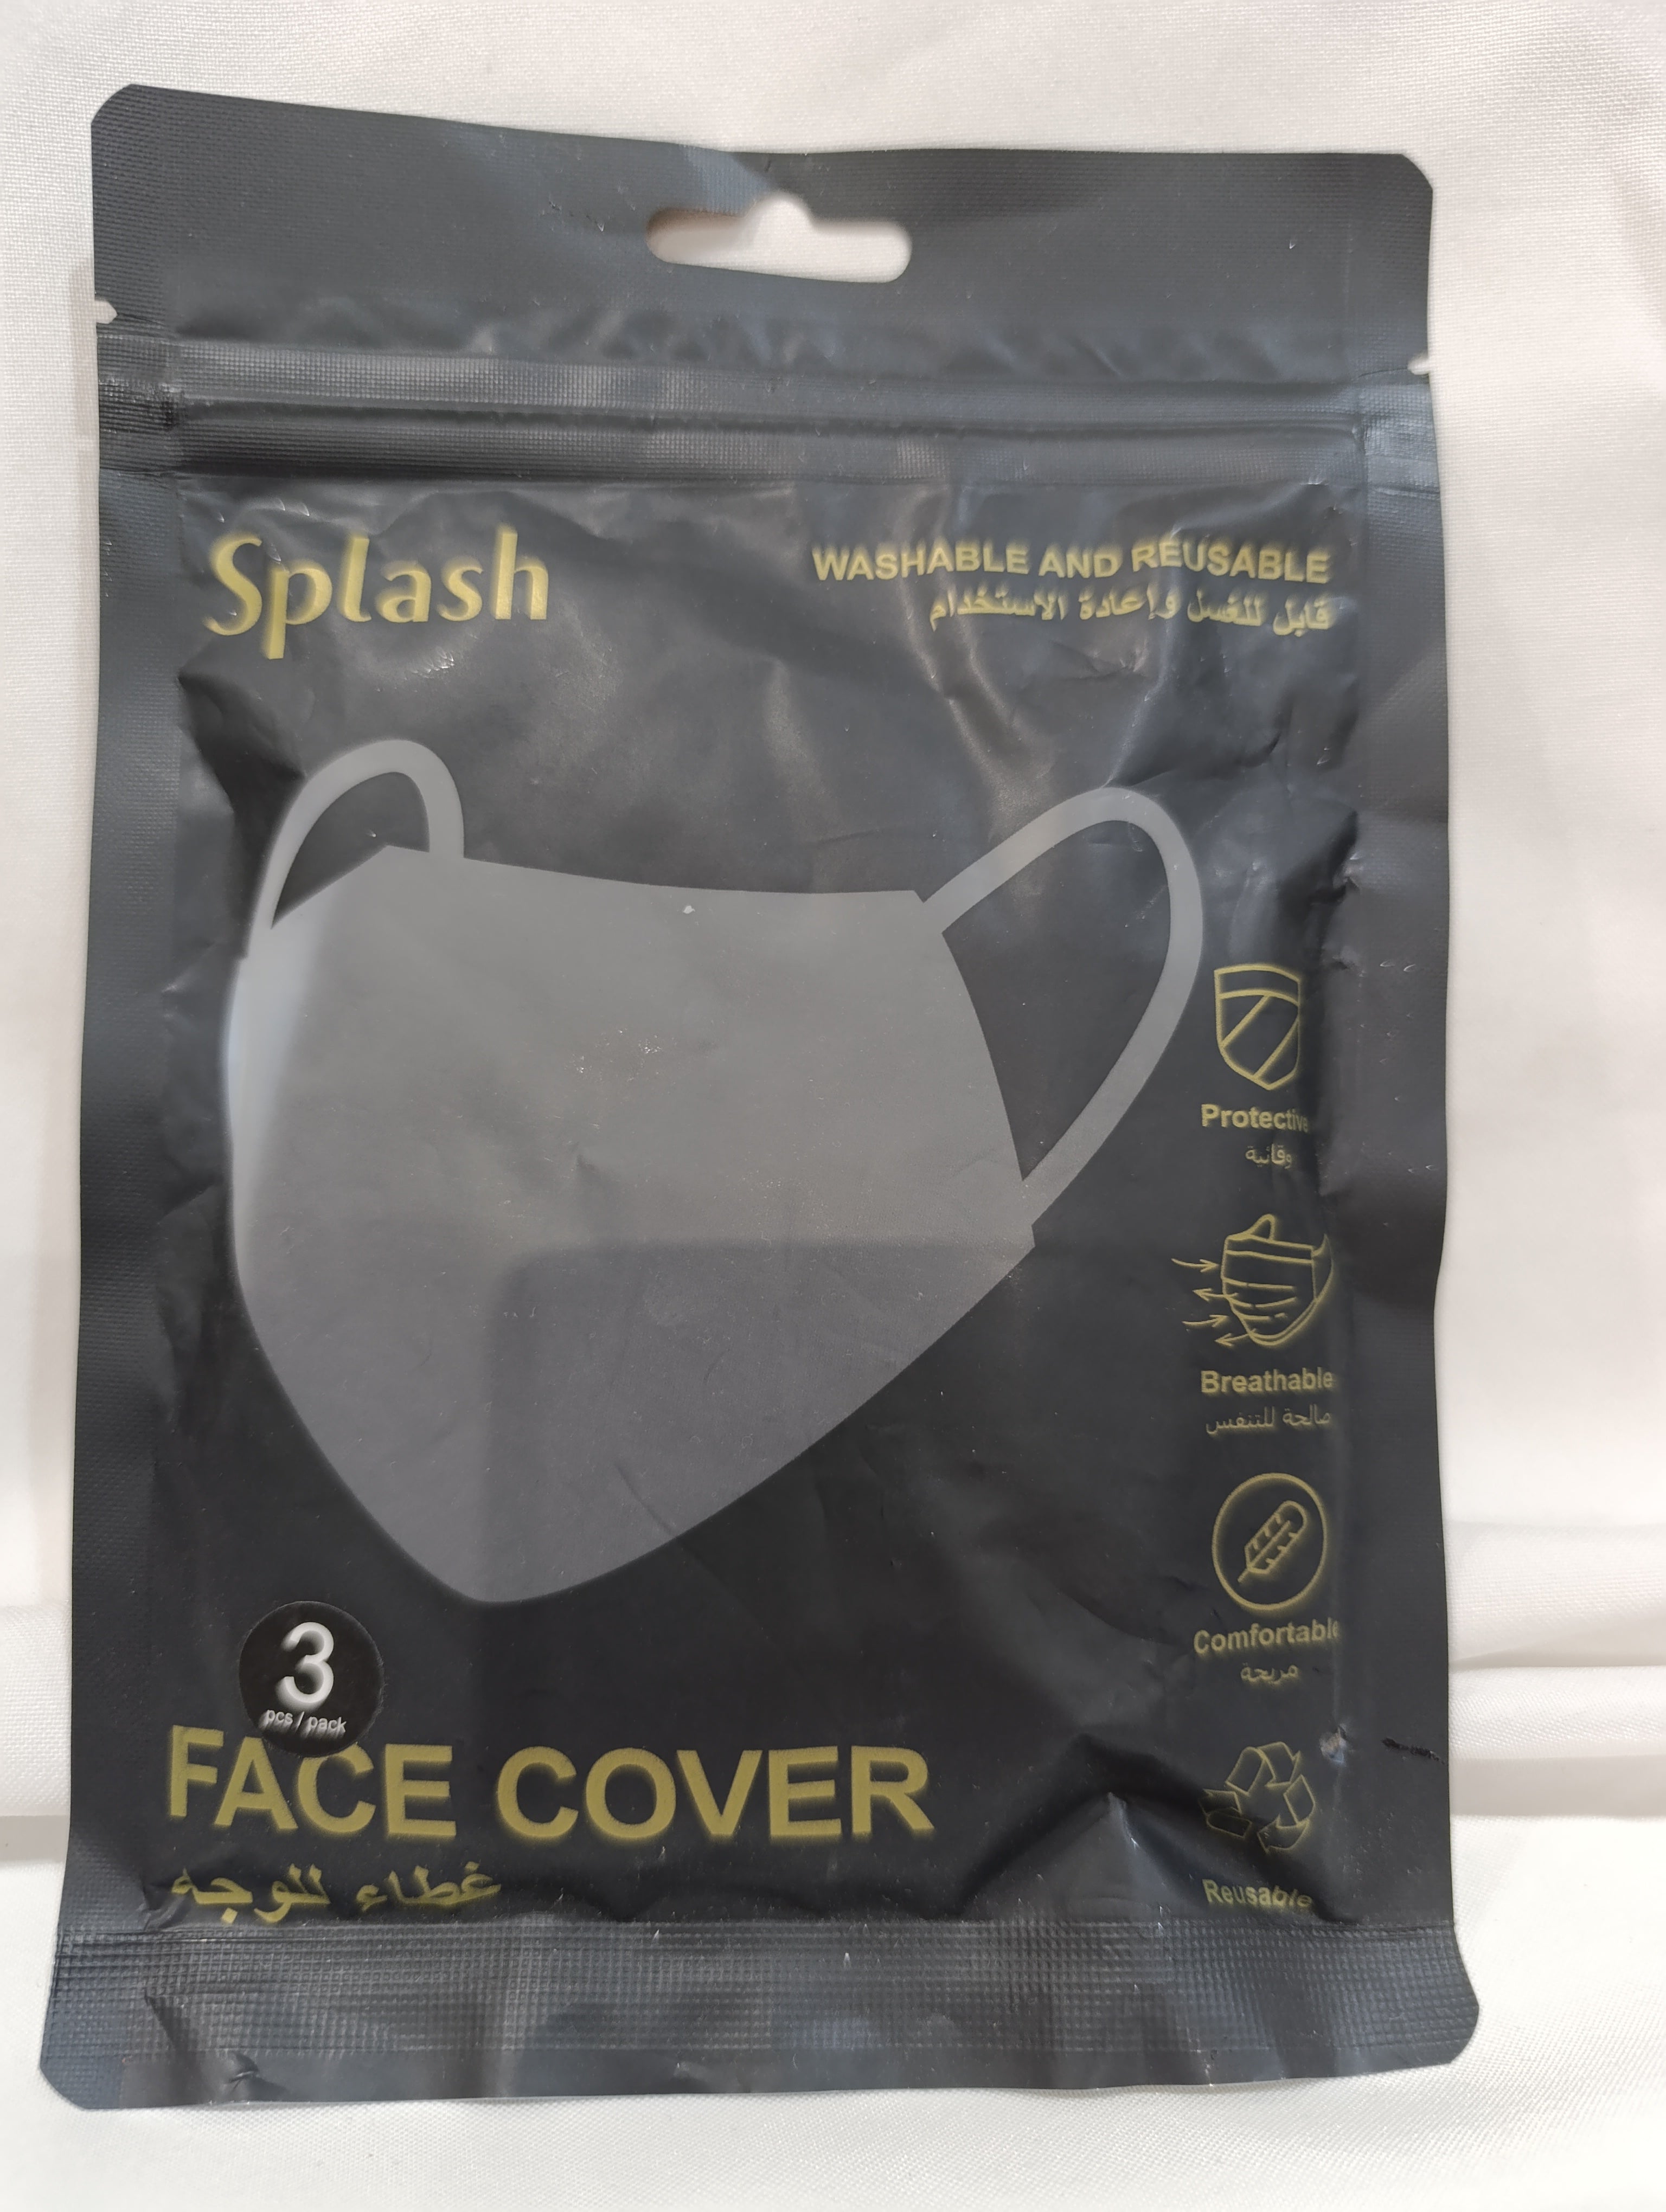 Splash
WASHABLE AND REUSABLE
قابل للغسل وإعادة الاستخدام
Protective
وقائية
Breathable
صالحة للتنفس
Comfortable
مريحة
Reusable
3
pcs / pack
FACE COVER
غطاء للوجه